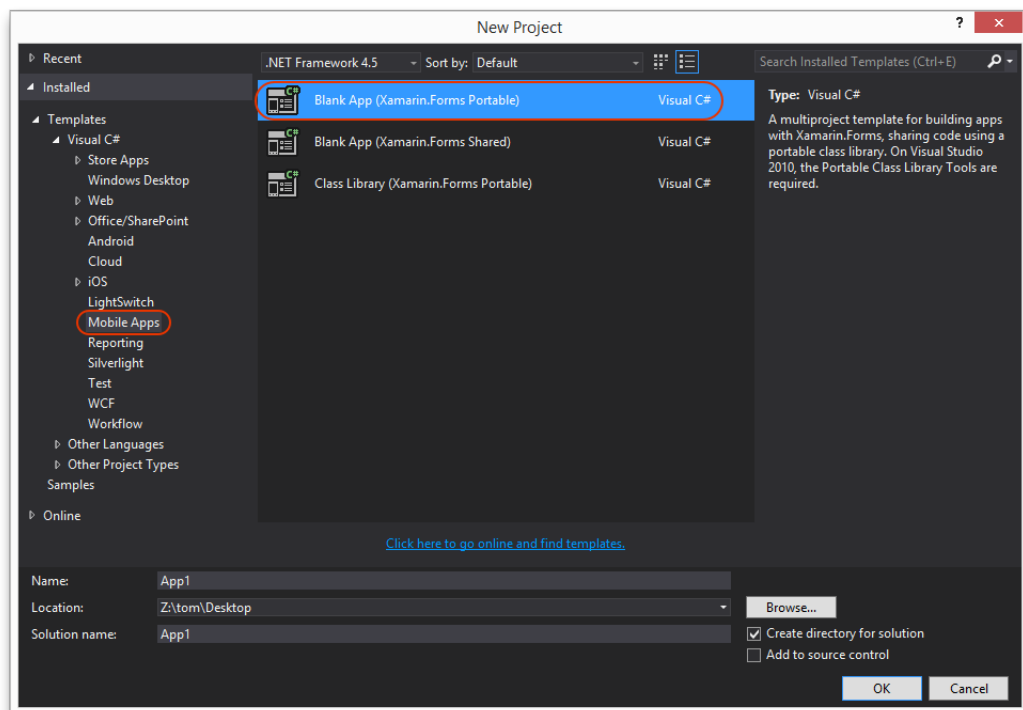 New Project
?
Recent
.NET Framework 4.5
Sort by:
Default
Search Installed Templates (Ctrl+E)
Installed
Templates
Visual C#
Store Apps
Windows Desktop
Web
Office/SharePoint
Android
Cloud
iOS
LightSwitch
Mobile Apps
Reporting
Silverlight
Test
WCF
Workflow
Other Languages
Other Project Types
Samples
Online
C# Blank App (Xamarin.Forms Portable) Visual C#
C# Blank App (Xamarin.Forms Shared) Visual C#
C# Class Library (Xamarin.Forms Portable) Visual C#
Type: Visual C#
A multiproject template for building apps
with Xamarin.Forms, sharing code using a
portable class library. On Visual Studio
2010, the Portable Class Library Tools are
required.
Click here to go online and find templates.
Name: App1
Location: Z:\tom\Desktop Browse...
Solution name: App1
Create directory for solution
Add to source control
OK Cancel